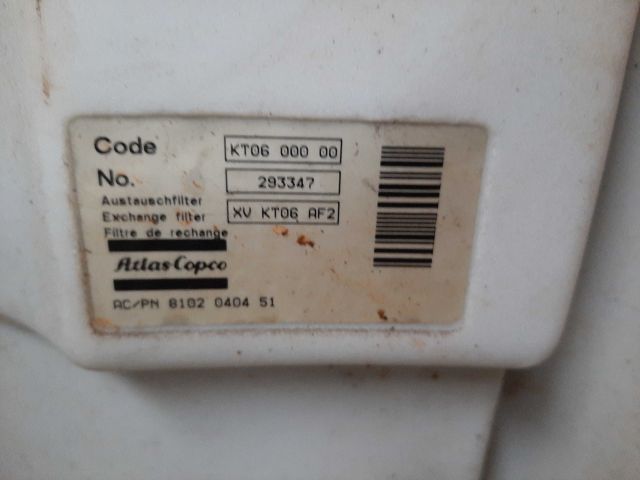 Code KT06 000 00
No. 293347
Austauschfilter
Exchange filter XV KT06 AF2
Filtre de rechange
Atlas Copco
AC/PN 8102 0404 51